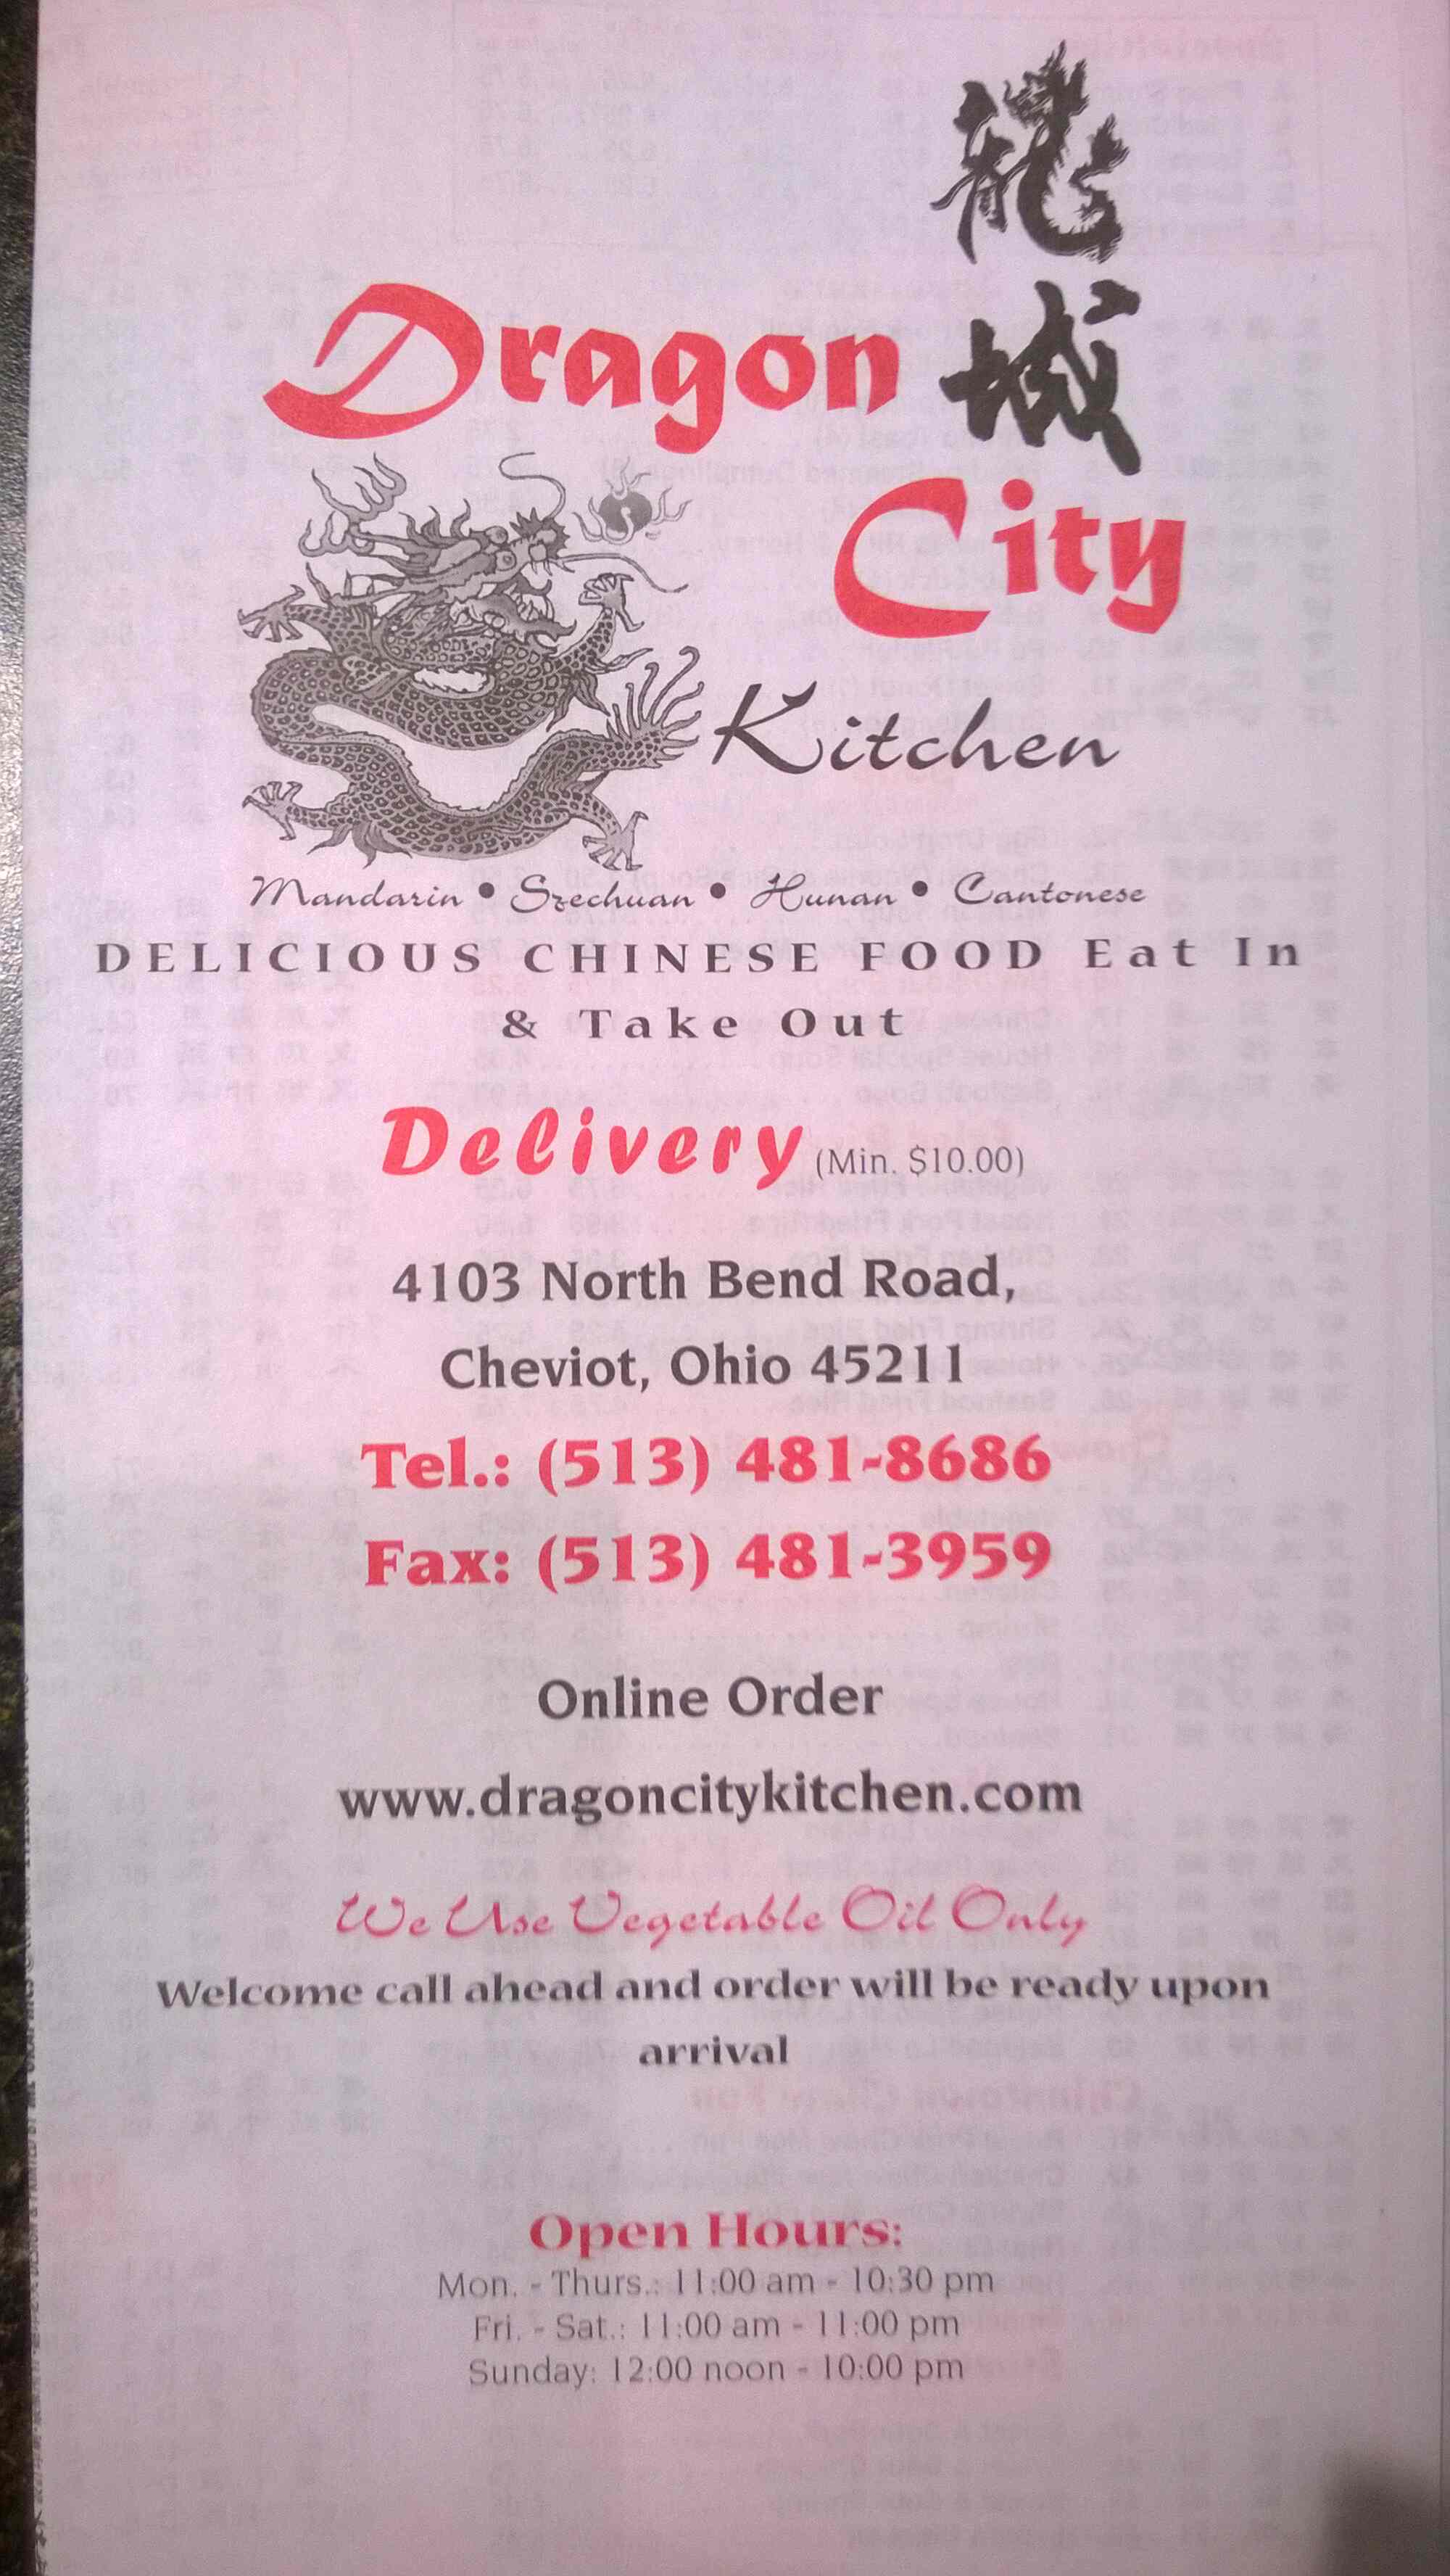 龍
城
Dragon
City
Kitchen
Mandarin • Szechuan • Hunan • Cantonese
DELICIOUS CHINESE FOOD Eat In
& Take Out
Delivery (Min. $10.00)
4103 North Bend Road,
Cheviot, Ohio 45211
Tel.: (513) 481-8686
Fax: (513) 481-3959
Online Order
www.dragoncitykitchen.com
We Use Vegetable Oil Only
Welcome call ahead and order will be ready upon
arrival
Open Hours:
Mon. - Thurs.: 11:00 am - 10:30 pm
Fri. - Sat.: 11:00 am - 11:00 pm
Sunday: 12:00 noon - 10:00 pm